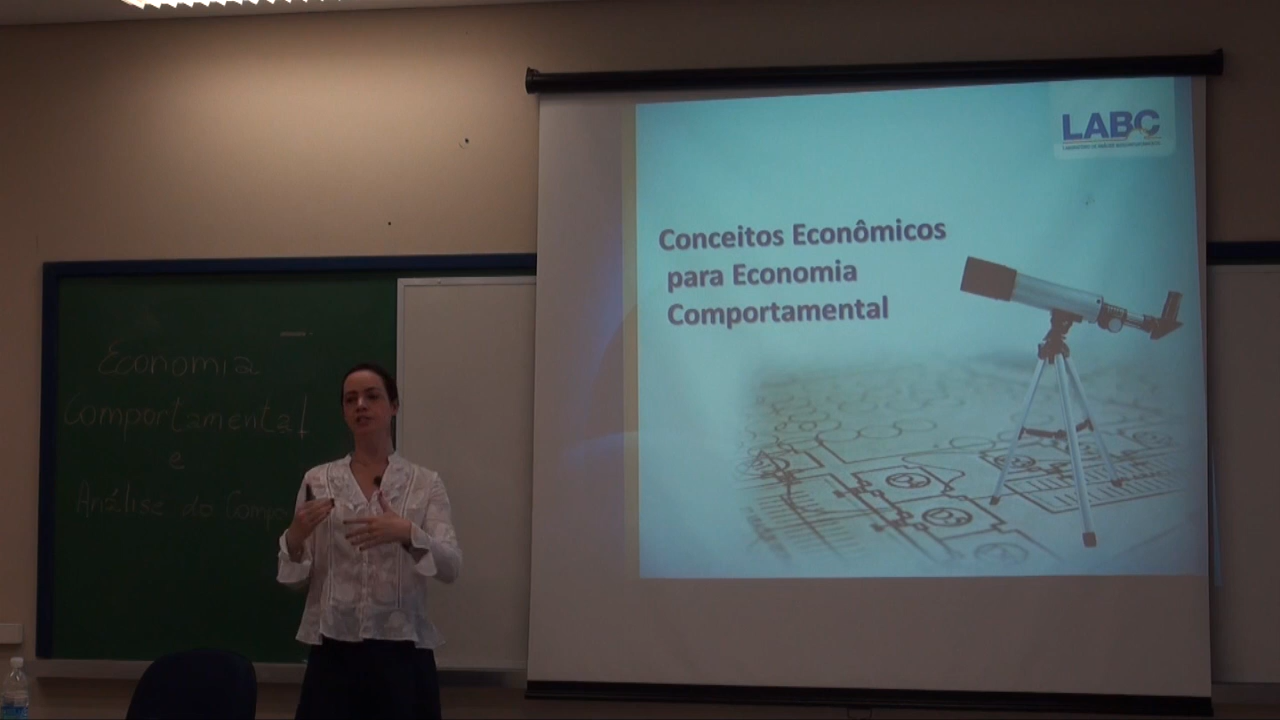 Economia
Comportamental
e
Análise do
LABC
Conceitos Econômicos
para Economia
Comportamental